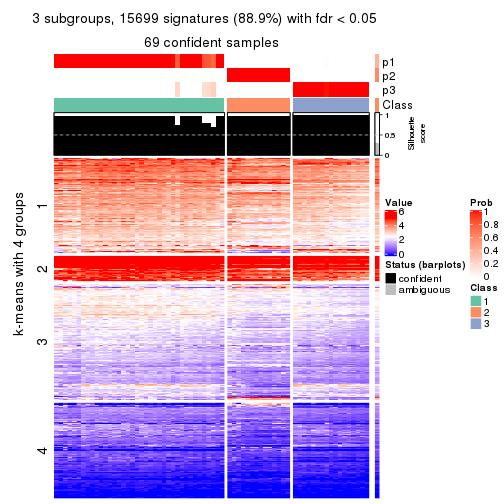 3 subgroups, 15699 signatures (88.9%) with fdr < 0.05
69 confident samples
p1
p2
p3
Class
1
0.5
0
Silhouette
score
k-means with 4 groups
1
2
3
4
Value
6
4
2
0
Status (barplots)
confident
ambiguous
Prob
1
0.8
0.6
0.4
0.2
0
Class
1
2
3